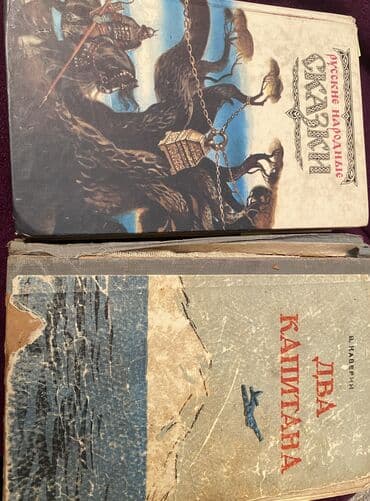 РУССКИЕ НАРОДНЫЕ
СКАЗКИ
В. КАВЕРИН
ДВА
КАПИТАНА